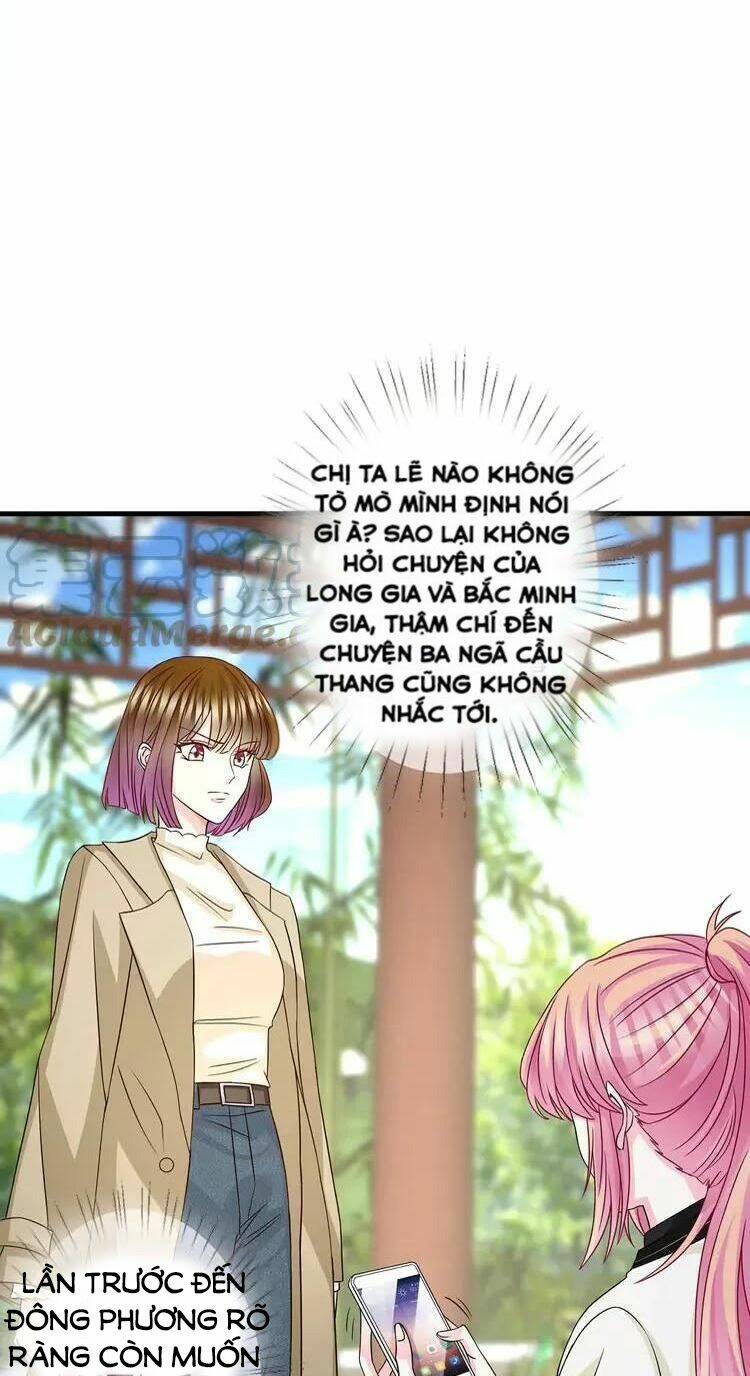 CHỊ TA LẼ NÀO KHÔNG
TÒ MÒ MÌNH ĐỊNH NÓI
GÌ À? SAO LẠI KHÔNG
HỎI CHUYỆN CỦA
LONG GIA VÀ BẮC MINH
GIA, THẬM CHÍ ĐẾN
CHUYỆN BA NGÃ CẦU
THANG CŨNG KHÔNG
NHẮC TỚI.
ACloudMerge.c
LẦN TRƯỚC ĐẾN
ĐÔNG PHƯƠNG RÕ
RÀNG CÒN MUỐN